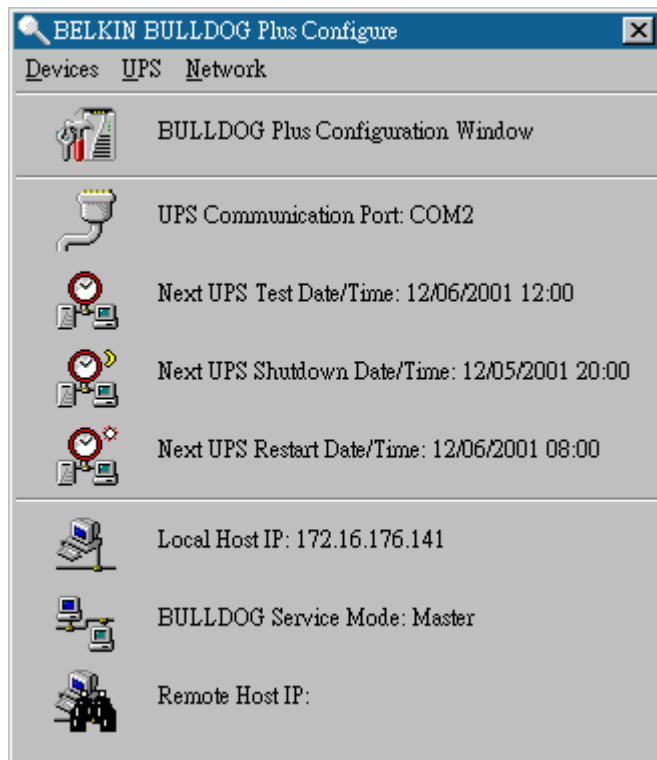 BELKIN BULLDOG Plus Configure
Devices UPS Network
BULLDOG Plus Configuration Window
UPS Communication Port: COM2
Next UPS Test Date/Time: 12/06/2001 12:00
Next UPS Shutdown Date/Time: 12/05/2001 20:00
Next UPS Restart Date/Time: 12/06/2001 08:00
Local Host IP: 172.16.176.141
BULLDOG Service Mode: Master
Remote Host IP: